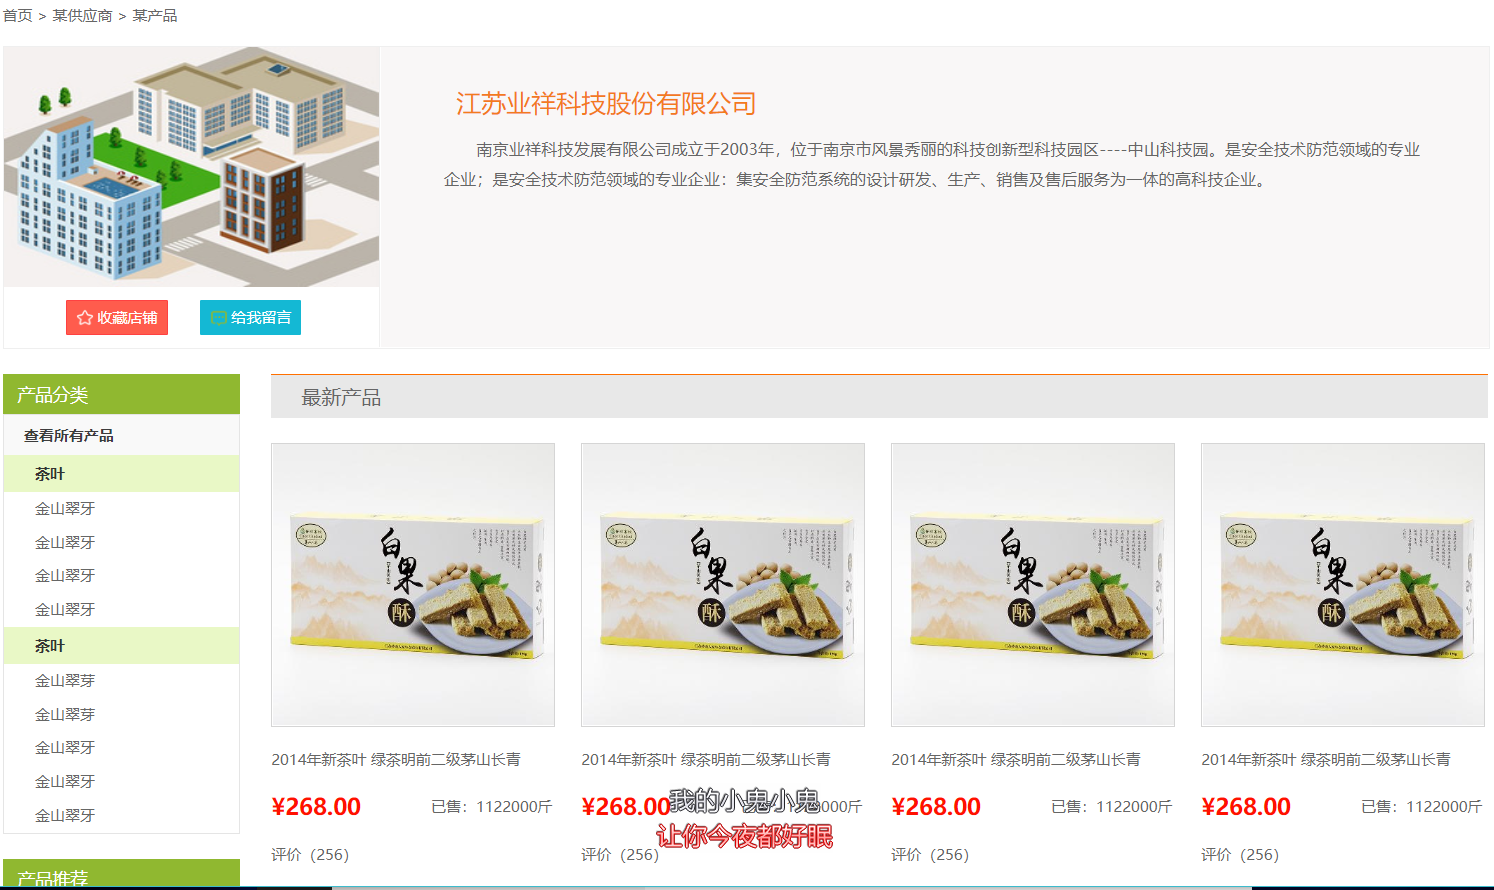 首页 > 某供应商 > 某产品
江苏业祥科技股份有限公司
南京业祥科技发展有限公司成立于2003年，位于南京市风景秀丽的科技创新型科技园区----中山科技园。是安全技术防范领域的专业
企业；是安全技术防范领域的专业企业：集安全防范系统的设计研发、生产、销售及售后服务为一体的高科技企业。
收藏店铺
给我留言
产品分类
查看所有产品
茶叶
金山翠牙
金山翠牙
金山翠牙
金山翠牙
茶叶
金山翠芽
金山翠芽
金山翠牙
金山翠牙
金山翠牙
产品推荐
最新产品
白果
酥
白果
酥
白果
酥
白果
酥
2014年新茶叶 绿茶明前二级茅山长青
2014年新茶叶 绿茶明前二级茅山长青
2014年新茶叶 绿茶明前二级茅山长青
2014年新茶叶 绿茶明前二级茅山长青
¥268.00 已售：1122000斤
¥268.00 000斤
¥268.00 已售：1122000斤
¥268.00 已售：1122000斤
我的小鬼小鬼
让你今夜都好眠
评价（256）
评价（256）
评价（256）
评价（256）